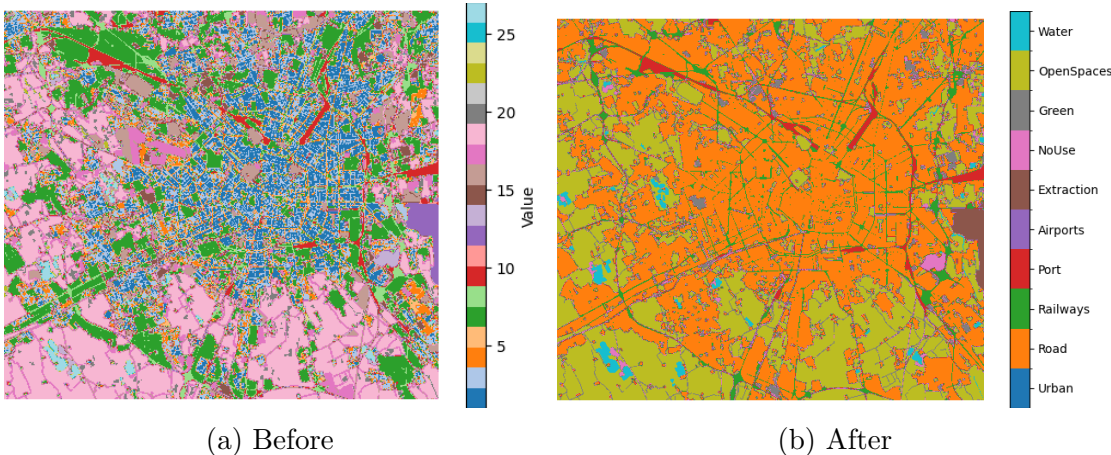 25
20
15
10
5
Value
Water
OpenSpaces
Green
NoUse
Extraction
Airports
Port
Railways
Road
Urban
(a) Before
(b) After